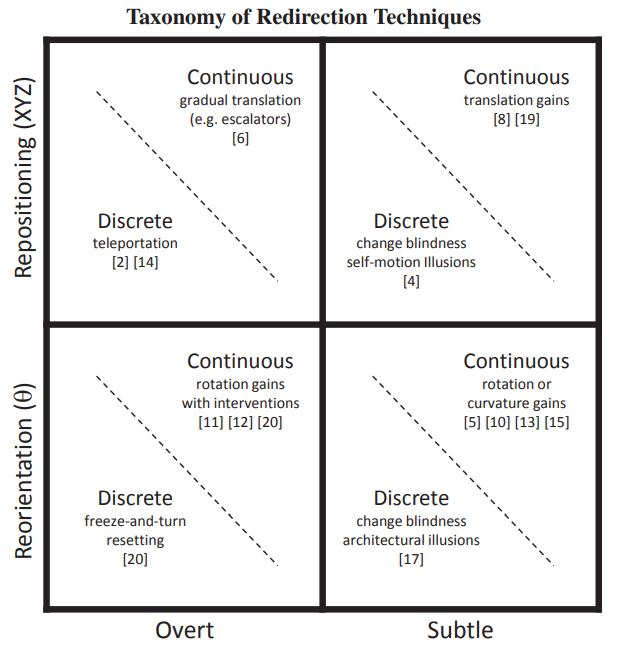 Taxonomy of Redirection Techniques
Repositioning (XYZ)
Continuous
gradual translation
(e.g. escalators)
[6]
Discrete
teleportation
[2] [14]
Continuous
translation gains
[8] [19]
Discrete
change blindness
self-motion Illusions
[4]
Reorientation (θ)
Continuous
rotation gains
with interventions
[11] [12] [20]
Discrete
freeze-and-turn
resetting
[20]
Continuous
rotation or
curvature gains
[5] [10] [13] [15]
Discrete
change blindness
architectural illusions
[17]
Overt
Subtle